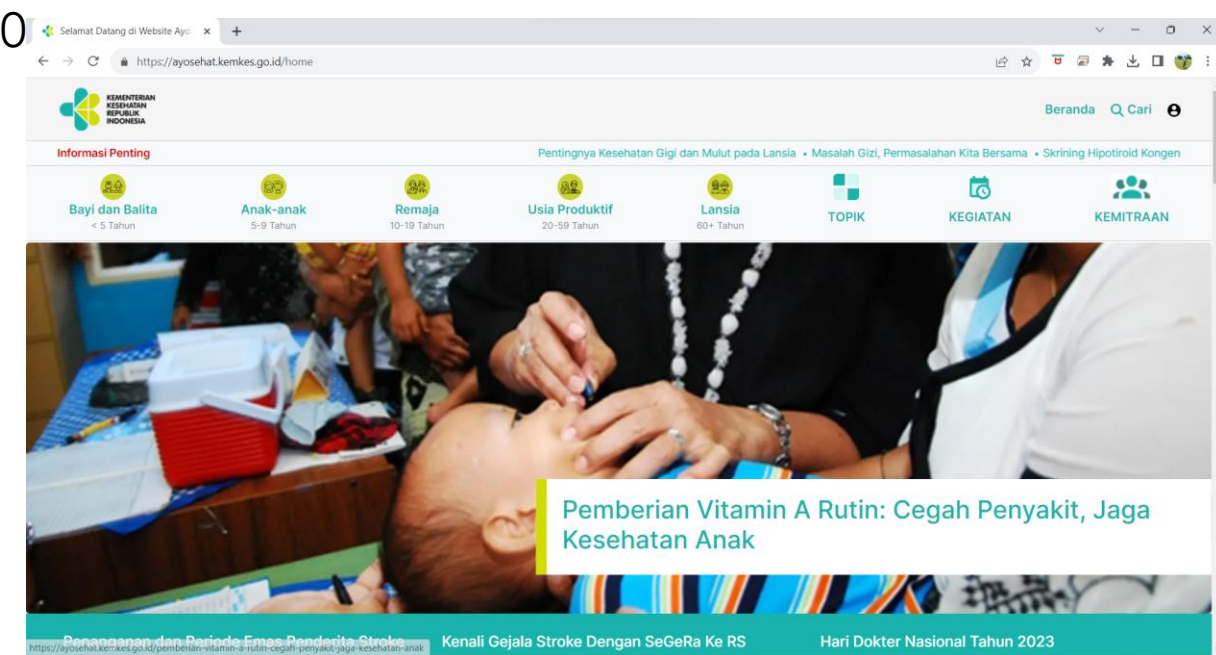 0
Selamat Datang di Website Ayo
https://ayosehat.kemkes.go.id/home
KEMENTERIAN
KESEHATAN
REPUBLIK
INDONESIA
Beranda Cari
Informasi Penting
Pentingnya Kesehatan Gigi dan Mulut pada Lansia • Masalah Gizi, Permasalahan Kita Bersama • Skrining Hipotiroid Kongen
Bayi dan Balita
< 5 Tahun
Anak-anak
5-9 Tahun
Remaja
10-19 Tahun
Usia Produktif
20-59 Tahun
Lansia
60+ Tahun
TOPIK
KEGIATAN
KEMITRAAN
Pemberian Vitamin A Rutin: Cegah Penyakit, Jaga
Kesehatan Anak
Penanganan dan Periode Emas Penderita Stroke
Kenali Gejala Stroke Dengan SeGeRa Ke RS
Hari Dokter Nasional Tahun 2023
https://ayosehat.kemkes.go.id/pemberian-vitamin-a-rutin-cegah-penyakit-jaga-kesehatan-anak